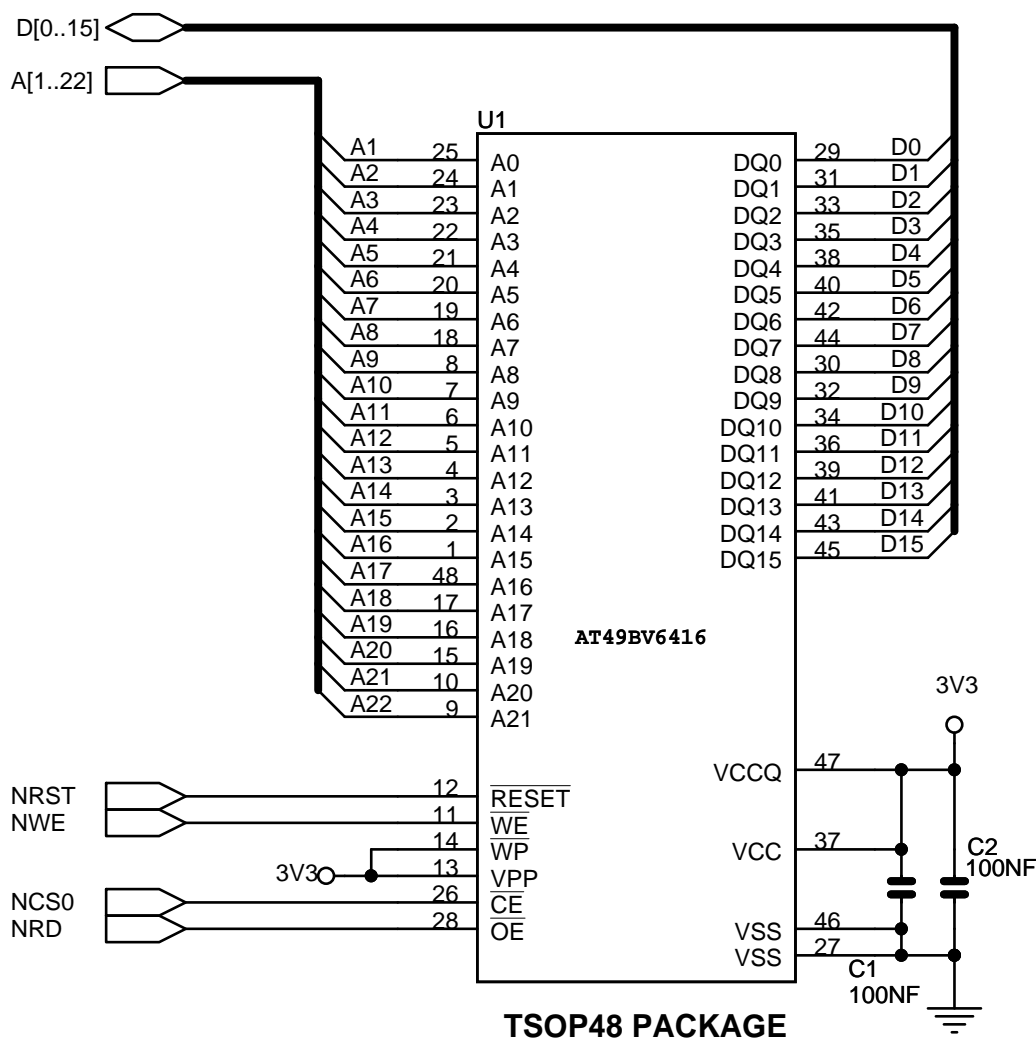 D[0..15]
A[1..22]
U1
A1 25 A0 DQ0 29 D0
A2 24 A1 DQ1 31 D1
A3 23 A2 DQ2 33 D2
A4 22 A3 DQ3 35 D3
A5 21 A4 DQ4 38 D4
A6 20 A5 DQ5 40 D5
A7 19 A6 DQ6 42 D6
A8 18 A7 DQ7 44 D7
A9 8 A8 DQ8 30 D8
A10 7 A9 DQ9 32 D9
A11 6 A10 DQ10 34 D10
A12 5 A11 DQ11 36 D11
A13 4 A12 DQ12 39 D12
A14 3 A13 DQ13 41 D13
A15 2 A14 DQ14 43 D14
A16 1 A15 DQ15 45 D15
A17 48 A16
A18 17 A17
A19 16 A18 AT49BV6416
A20 15 A19
A21 10 A20 3V3
A22 9 A21
VCCQ 47
NRST 12 RESET
NWE 11 WE
14 WP VCC 37 C2
3V3 13 VPP 100NF
NCS0 26 CE
NRD 28 OE VSS 46
VSS 27
C1
100NF
TSOP48 PACKAGE